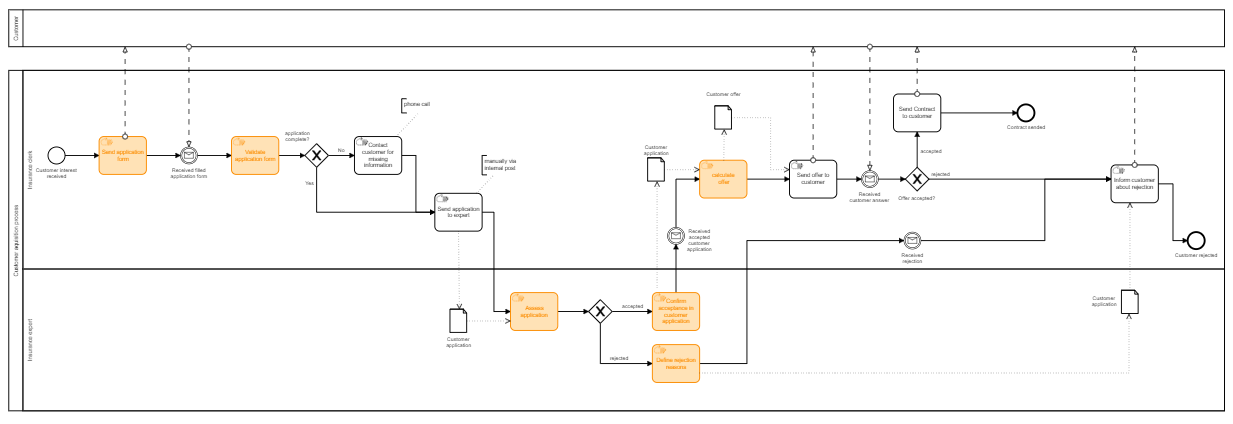 Customer
Customer aquisition process
Insurance clerk
Insurance expert
Customer interest
received
Send application
form
Received filled
application form
Validate
application form
application
complete?
No
Yes
Contact
customer for
missing
information
phone call
Send application
to expert
manually via
internal post
Customer
application
Assess
application
accepted
rejected
Confirm
acceptance in
customer
application
Define rejection
reasons
Received
accepted
customer
application
Customer
application
Customer offer
calculate
offer
Send offer to
customer
Received
customer answer
Offer accepted?
accepted
rejected
Send Contract
to customer
Contract sended
Received
rejection
Inform customer
about rejection
Customer
application
Customer rejected